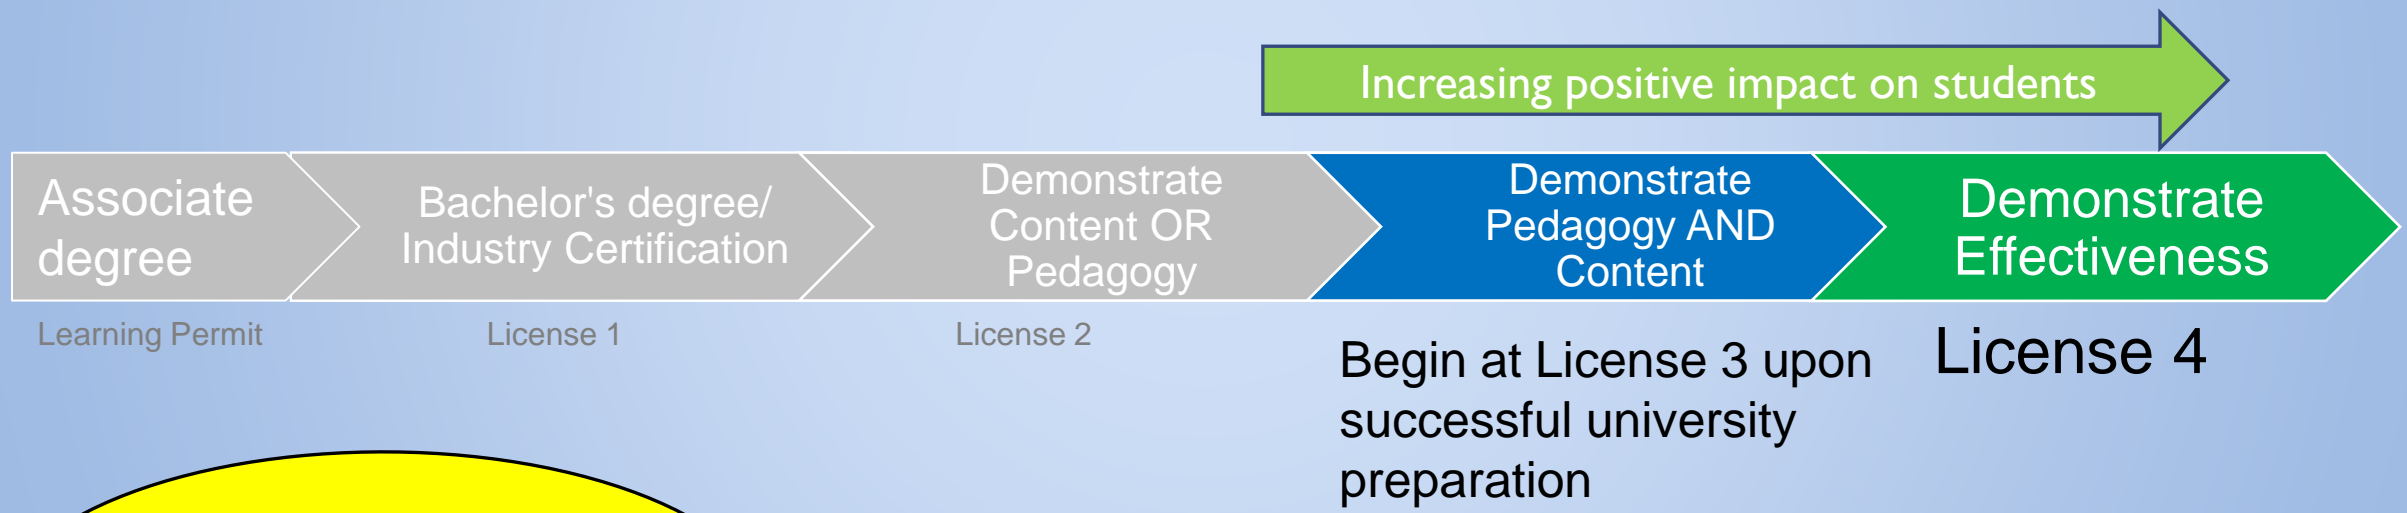 Increasing positive impact on students
Associate
degree
Bachelor's degree/
Industry Certification
Demonstrate
Content OR
Pedagogy
Demonstrate
Pedagogy AND
Content
Demonstrate
Effectiveness
Learning Permit
License 1
License 2
Begin at License 3 upon
successful university
preparation
License 4